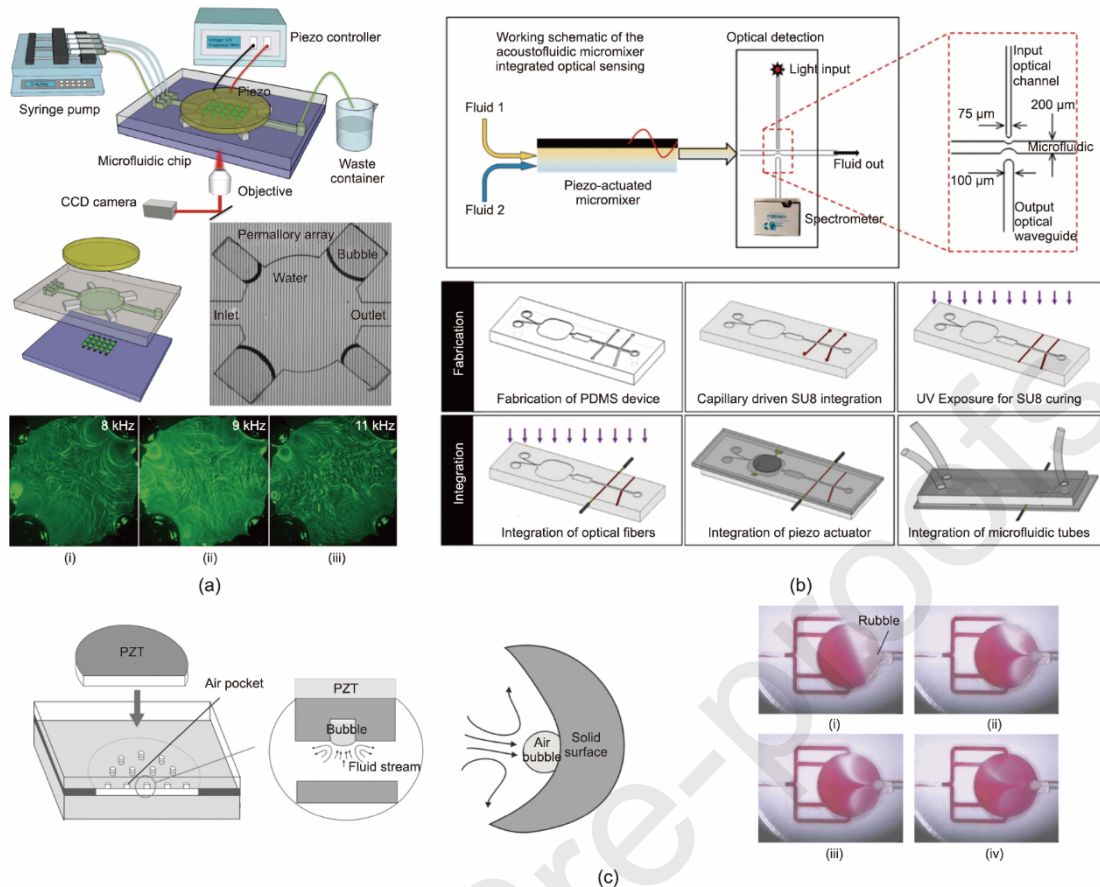 Piezo controller
Piezo
Syringe pump
Microfluidic chip
Waste
container
Objective
CCD camera
Permallory array
Bubble
Water
Inlet
Outlet
8 kHz
9 kHz
11 kHz
(i)
(ii)
(iii)
(a)
Working schematic of the
acoustofluidic micromixer
integrated optical sensing
Optical detection
Light input
Fluid 1
Fluid 2
Piezo-actuated
micromixer
Fluid out
Spectrometer
Input
optical
channel
75 µm
200 µm
Microfluidic
100 µm
Output
optical
waveguide
Fabrication
Fabrication of PDMS device
Capillary driven SU8 integration
UV Exposure for SU8 curing
Integration
Integration of optical fibers
Integration of piezo actuator
Integration of microfluidic tubes
(b)
PZT
Air pocket
PZT
Bubble
Fluid stream
Air
bubble
Solid
surface
Rubble
(i)
(ii)
(iii)
(iv)
(c)